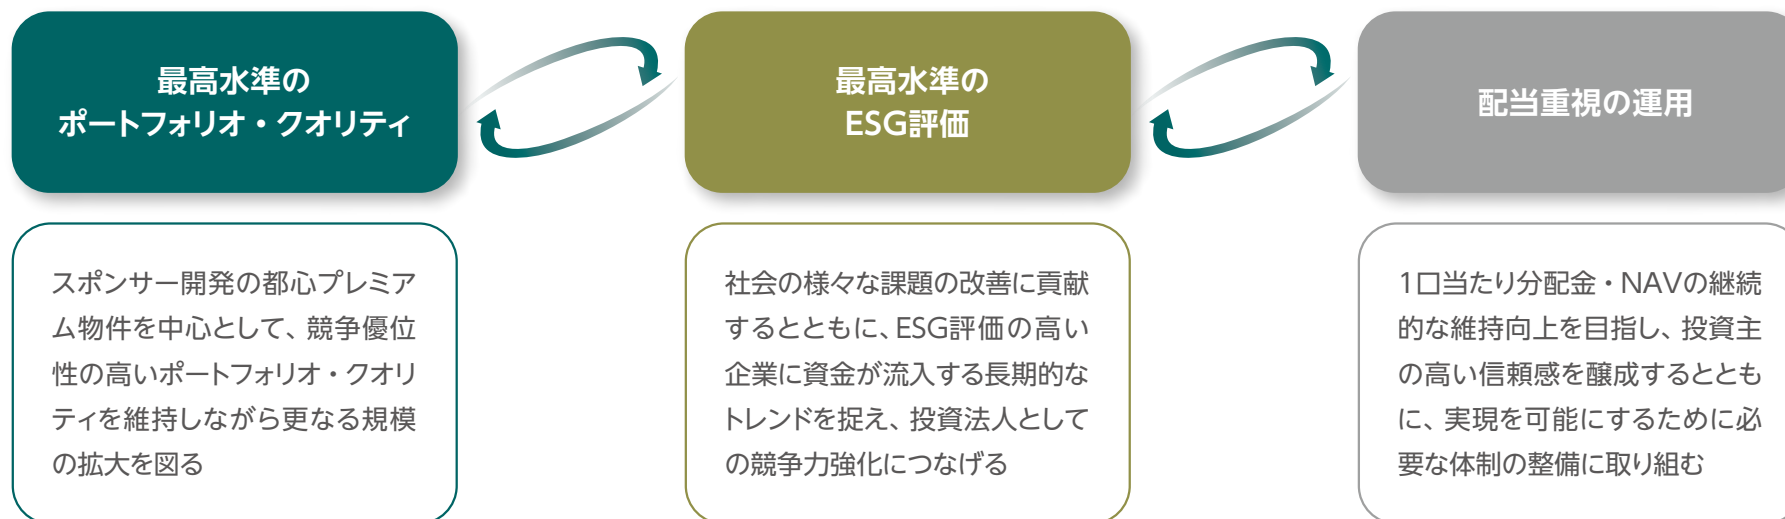 最高水準の
ポートフォリオ・クオリティ
最高水準の
ESG評価
配当重視の運用
スポンサー開発の都心プレミア
ム物件を中心として、競争優位
性の高いポートフォリオ・クオリ
ティを維持しながら更なる規模
の拡大を図る
社会の様々な課題の改善に貢献
するとともに、ESG評価の高い
企業に資金が流入する長期的な
トレンドを捉え、投資法人として
の競争力強化につなげる
1口当たり分配金・NAVの継続
的な維持向上を目指し、投資主
の高い信頼感を醸成するととも
に、実現を可能にするために必
要な体制の整備に取り組む